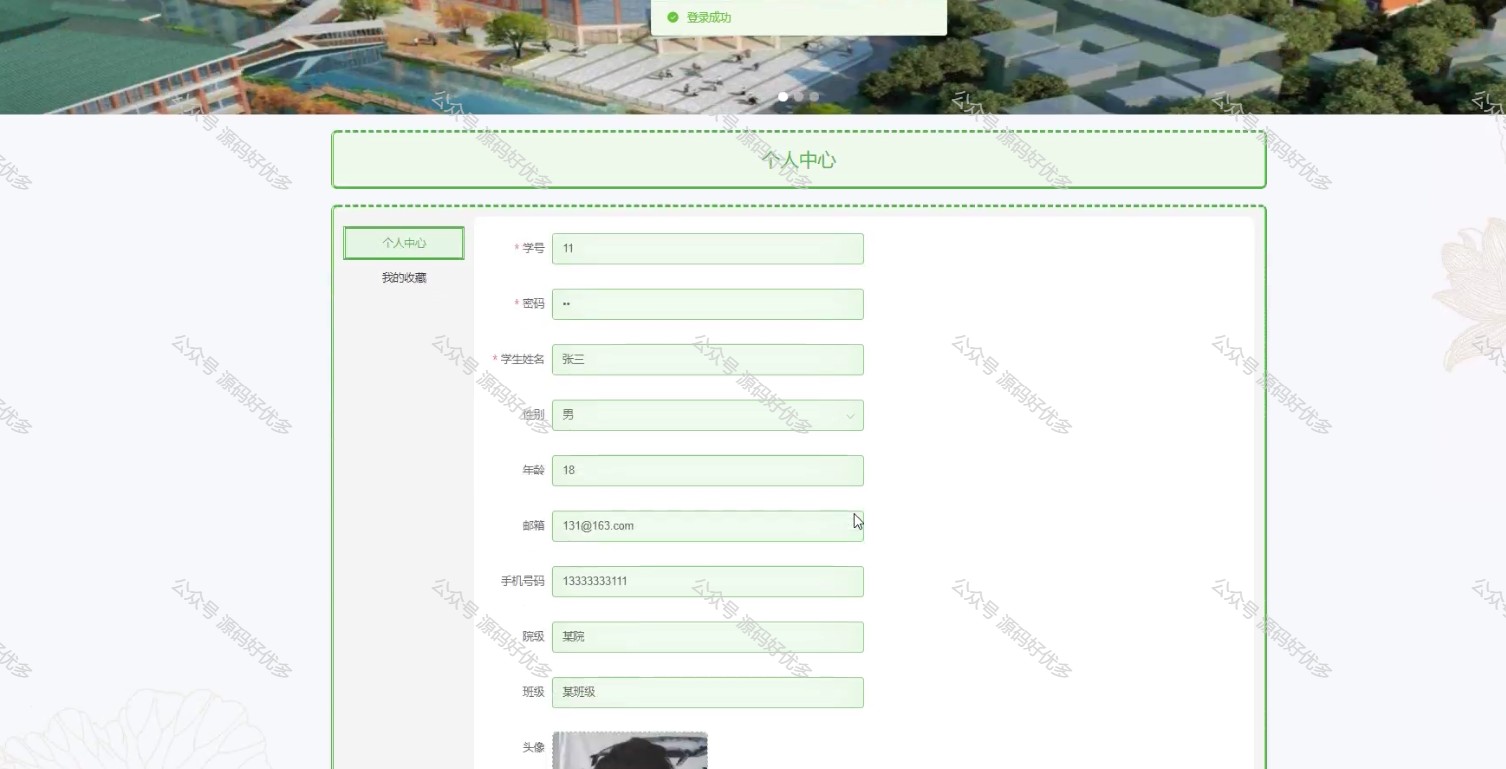 登录成功
个人中心
个人中心
我的收藏
* 学号 11
* 密码 ••
* 学生姓名 张三
性别 男
年龄 18
邮箱 131@163.com
手机号码 13333333111
院级 某院
班级 某班级
头像
公众号 源码好优多